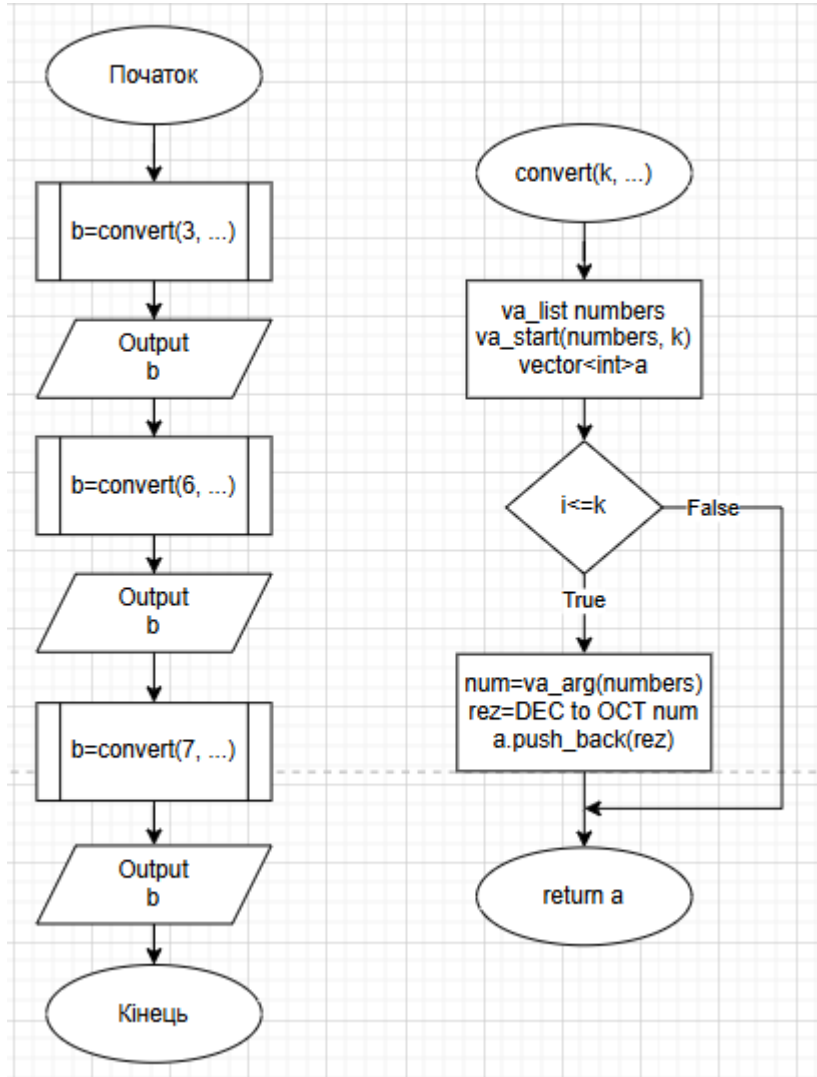 Початок
b=convert(3, ...)
Output
b
b=convert(6, ...)
Output
b
b=convert(7, ...)
Output
b
Кінець
convert(k, ...)
va_list numbers
va_start(numbers, k)
vector<int>a
i<=k
False
True
num=va_arg(numbers)
rez=DEC to OCT num
a.push_back(rez)
return a